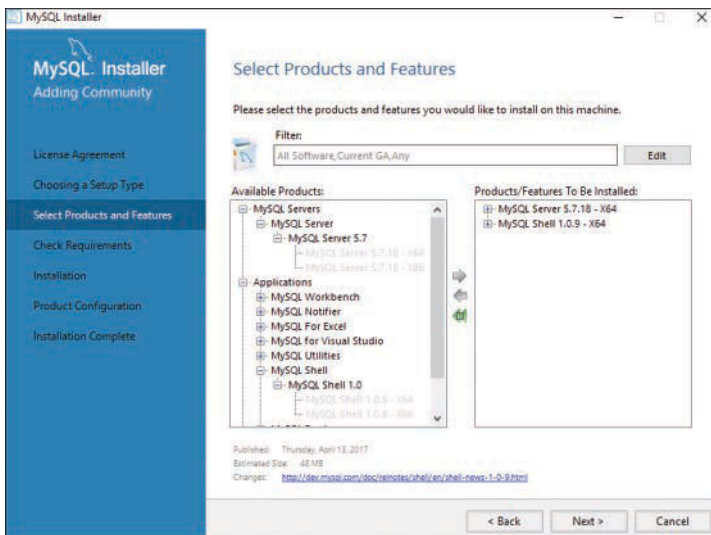 MySQL Installer
MySQL. Installer
Adding Community
License Agreement
Choosing a Setup Type
Select Products and Features
Check Requirements
Installation
Product Configuration
Installation Complete
Select Products and Features
Please select the products and features you would like to install on this machine.
Filter:
All Software,Current GA,Any
Edit
Available Products:
MySQL Servers
MySQL Server
MySQL Server 5.7
MySQL Server 5.7.18 - X64
MySQL Server 5.7.18 - X86
Applications
MySQL Workbench
MySQL Notifier
MySQL For Excel
MySQL for Visual Studio
MySQL Utilities
MySQL Shell
MySQL Shell 1.0
MySQL Shell 1.0.9 - X64
MySQL Shell 1.0.9 - X86
Products/Features To Be Installed:
MySQL Server 5.7.18 - X64
MySQL Shell 1.0.9 - X64
Published: Thursday, April 13, 2017
Estimated Size: 48 MB
Changes: http://dev.mysql.com/doc/relnotes/shell/en/shell-news-1-0-9.html
< Back
Next >
Cancel